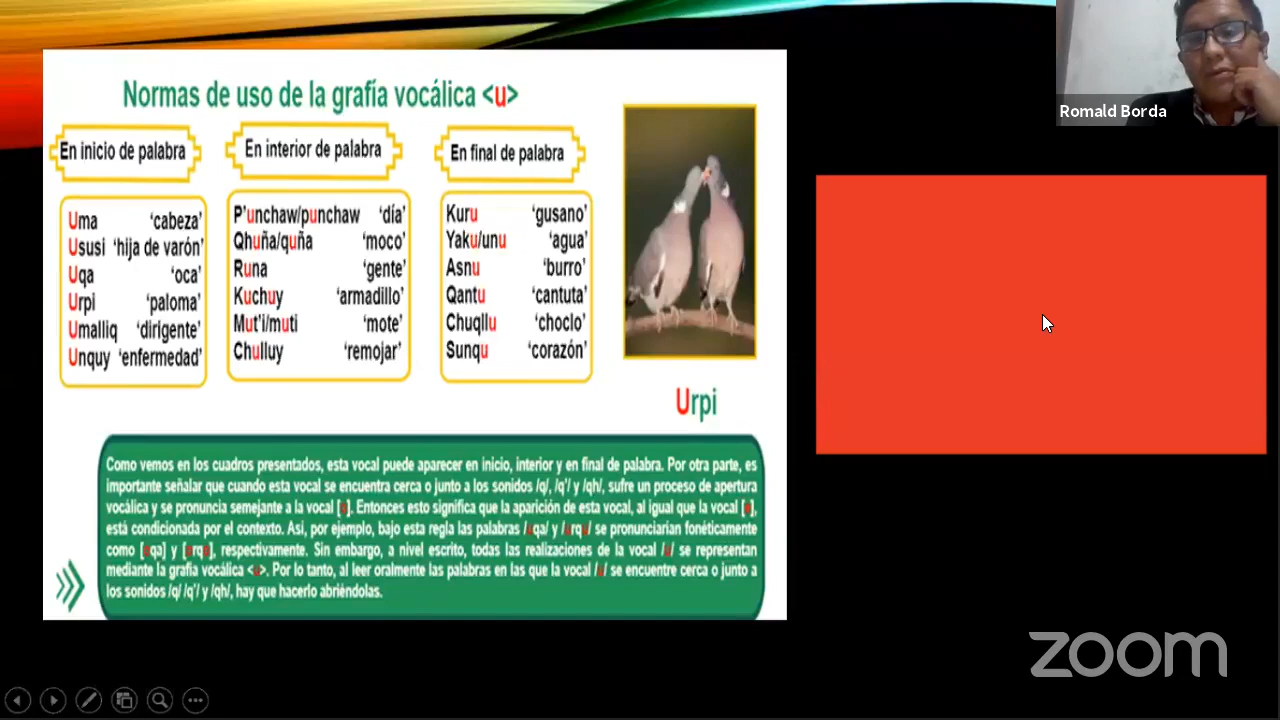 Normas de uso de la grafía vocálica <u>
En inicio de palabra
Uma 'cabeza'
Ususi 'hija de varón'
Uqa 'oca'
Urpi 'paloma'
Umalliq 'dirigente'
Unquy 'enfermedad'
En interior de palabra
P'unchaw/punchaw 'día'
Qhuña/quña 'moco'
Runa 'gente'
Kuchuy 'armadillo'
Mut'i/muti 'mote'
Chulluy 'remojar'
En final de palabra
Kuru 'gusano'
Yaku/unu 'agua'
Asnu 'burro'
Qantu 'cantuta'
Chuqllu 'choclo'
Sunqu 'corazón'
Urpi
Como vemos en los cuadros presentados, esta vocal puede aparecer en inicio, interior y en final de palabra. Por otra parte, es
importante señalar que cuando esta vocal se encuentra cerca o junto a los sonidos /q/, /q'/ y /qh/, sufre un proceso de apertura
vocálica y se pronuncia semejante a la vocal [o]. Entonces esto significa que la aparición de esta vocal, al igual que la vocal [e],
está condicionada por el contexto. Asi, por ejemplo, bajo esta regla las palabras /uqa/ y /urqu/ se pronunciarian fonéticamente
como [oqa] y [orqo], respectivamente. Sin embargo, a nivel escrito, todas las realizaciones de la vocal /u/ se representan
mediante la grafía vocálica <u>. Por lo tanto, al leer oralmente las palabras en las que la vocal /u/ se encuentre cerca o junto a
los sonidos /q/ /q'/ y /qh/, hay que hacerlo abriéndolas.
Romald Borda
zoom